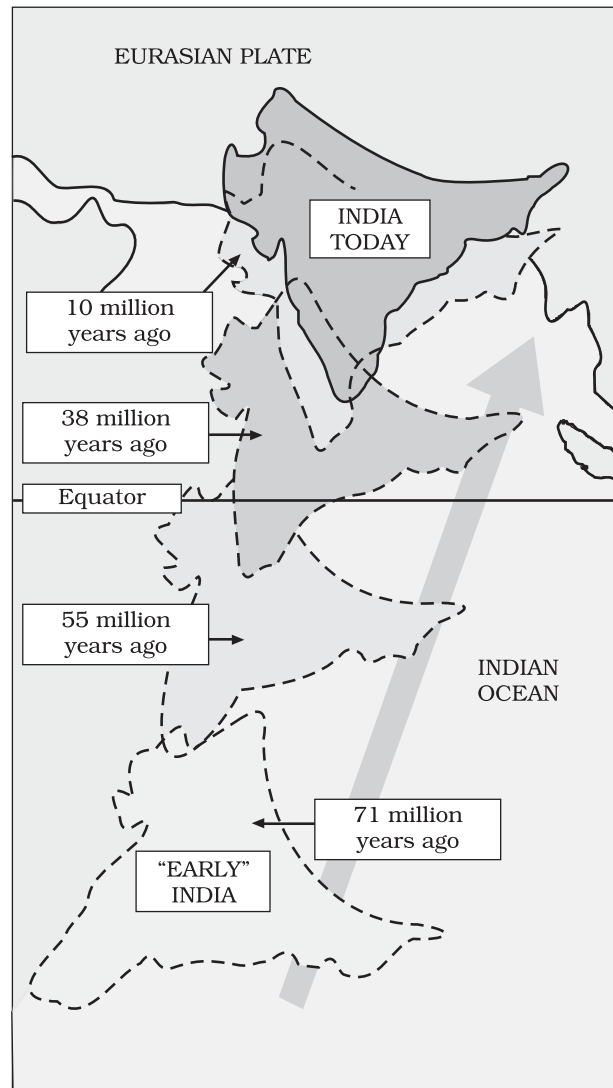 EURASIAN PLATE
INDIA
TODAY
10 million
years ago
38 million
years ago
Equator
55 million
years ago
INDIAN
OCEAN
71 million
years ago
“EARLY”
INDIA